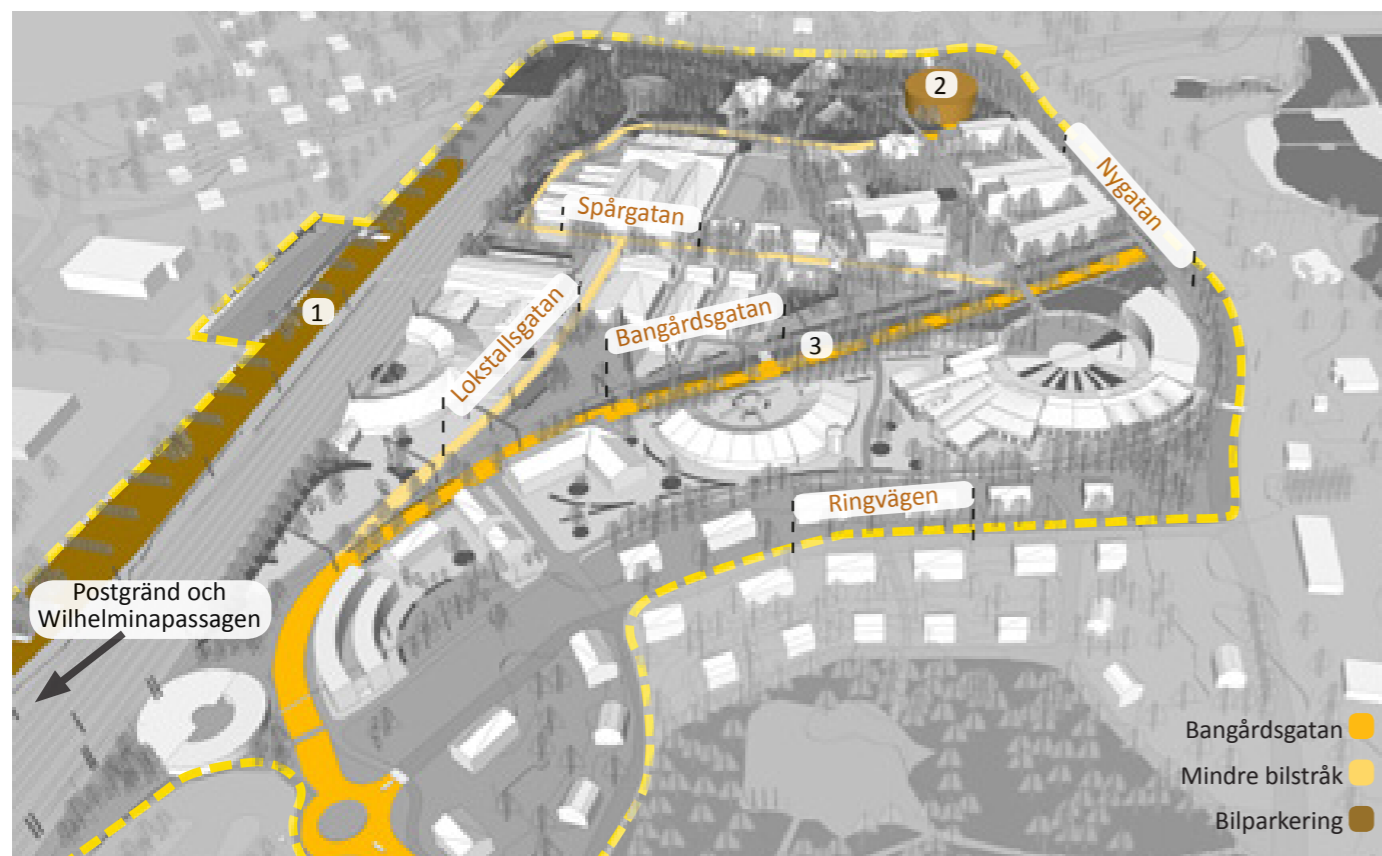 2
Nygatan
Spårgatan
1
Lokstallsgatan
Bangårdsgatan
3
Ringvägen
Postgränd och
Wilhelminapassagen
Bangårdsgatan
Mindre bilstråk
Bilparkering